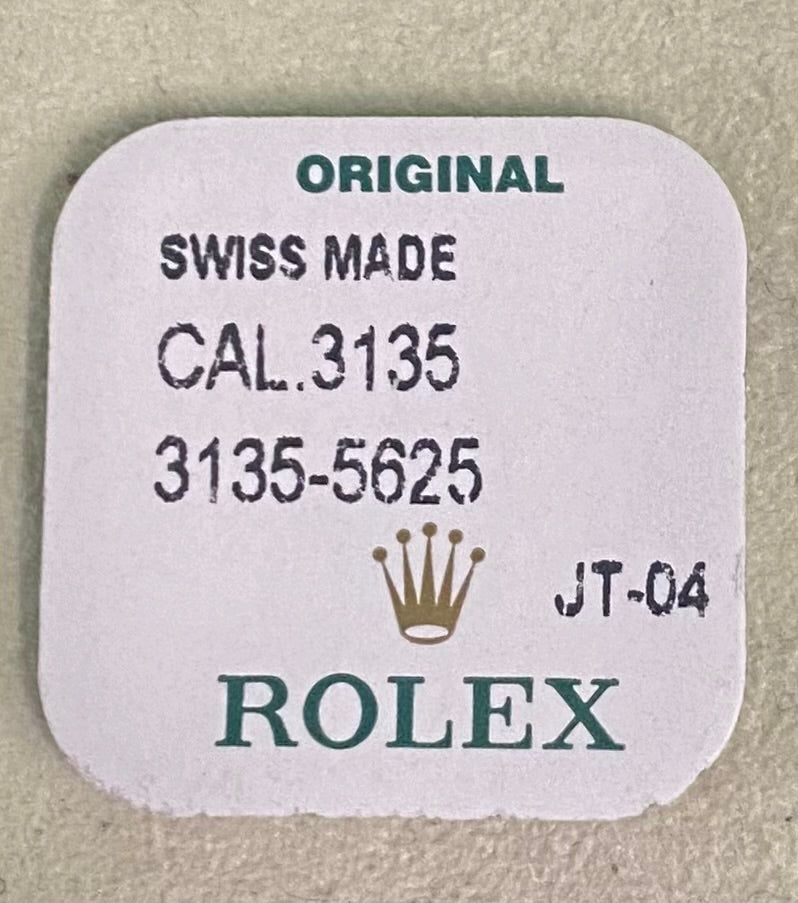 ORIGINAL
SWISS MADE
CAL.3135
3135-5625
JT-04
ROLEX